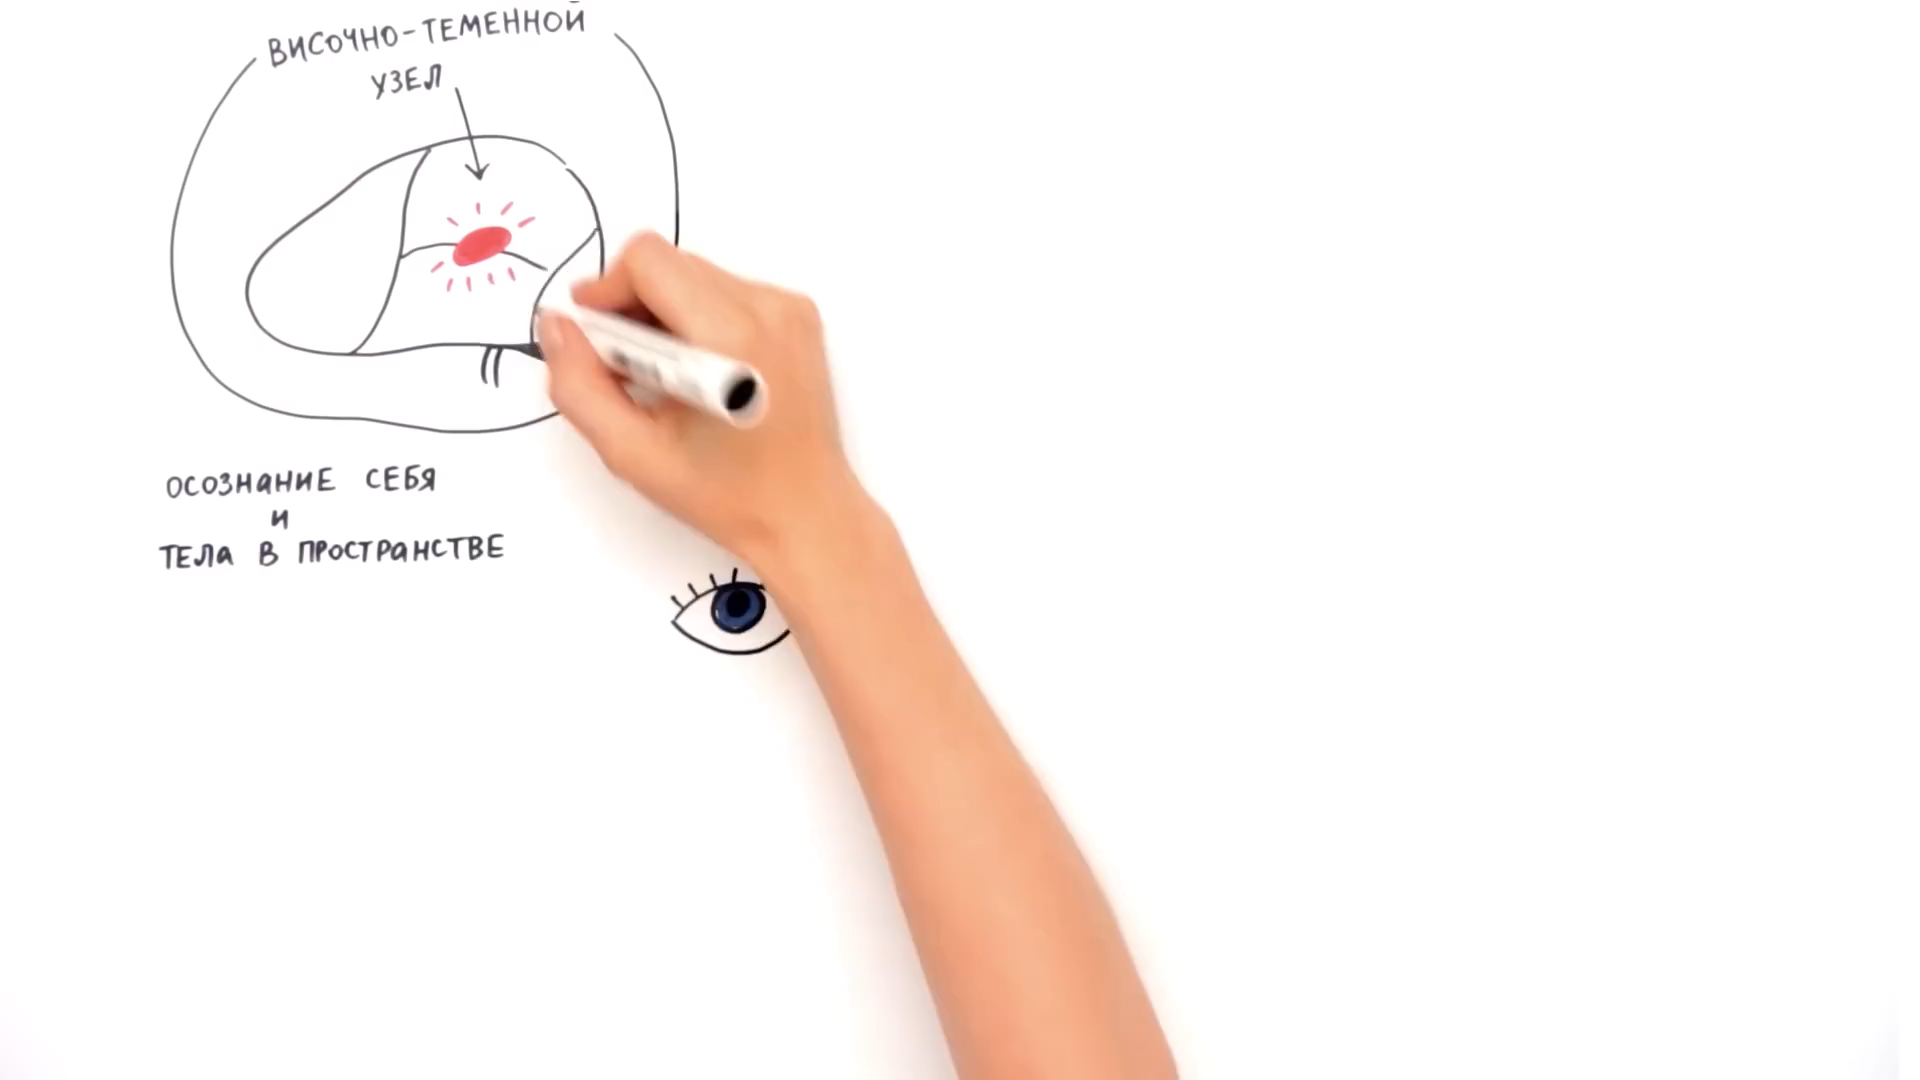 ВИСОЧНО-ТЕМЕННОЙ
УЗЕЛ
ОСОЗНАНИЕ СЕБЯ
И
ТЕЛА В ПРОСТРАНСТВЕ